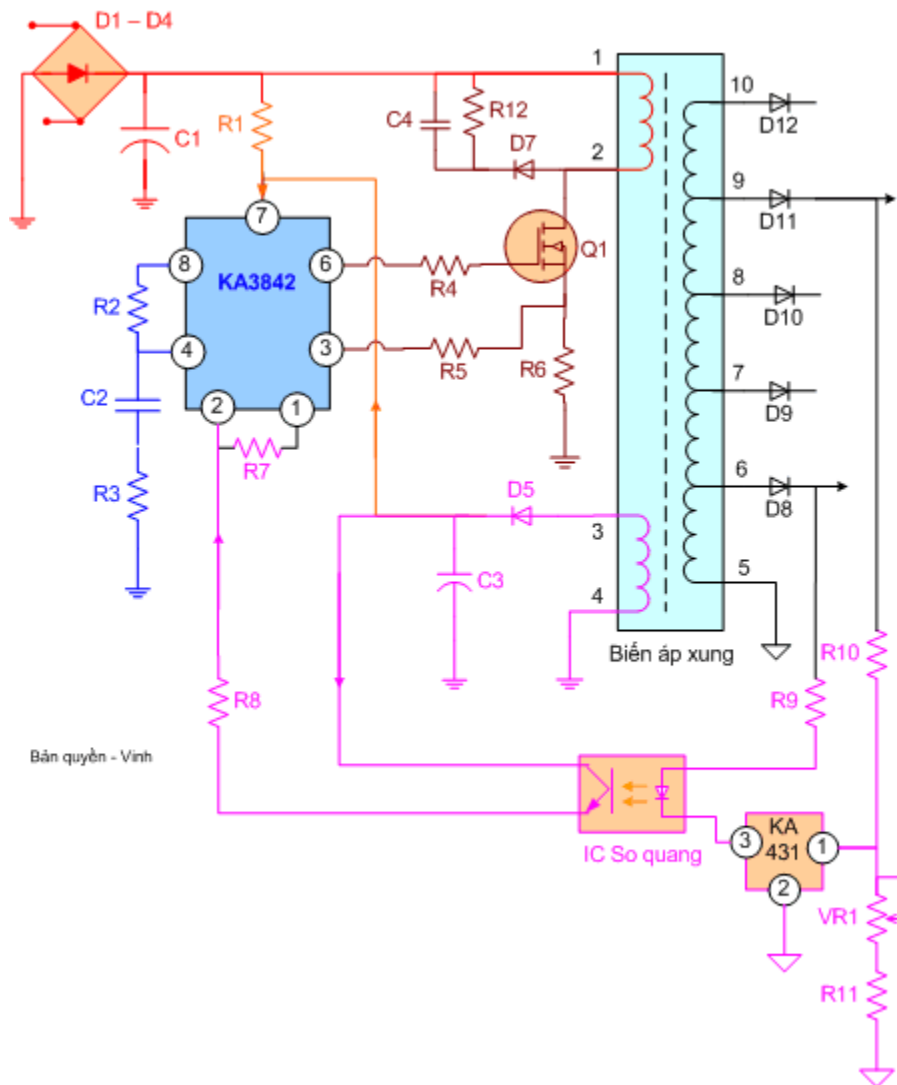 D1 – D4
C1
R1
C4
R12
D7
1
2
10
D12
9
D11
8
D10
7
D9
6
D8
5
7
8
KA3842
6
R4
Q1
R2
4
3
R5
R6
C2
2
1
R7
R3
D5
3
C3
4
Biến áp xung
R10
R8
R9
Bản quyền - Vinh
IC So quang
3
KA
431
1
2
VR1
R11